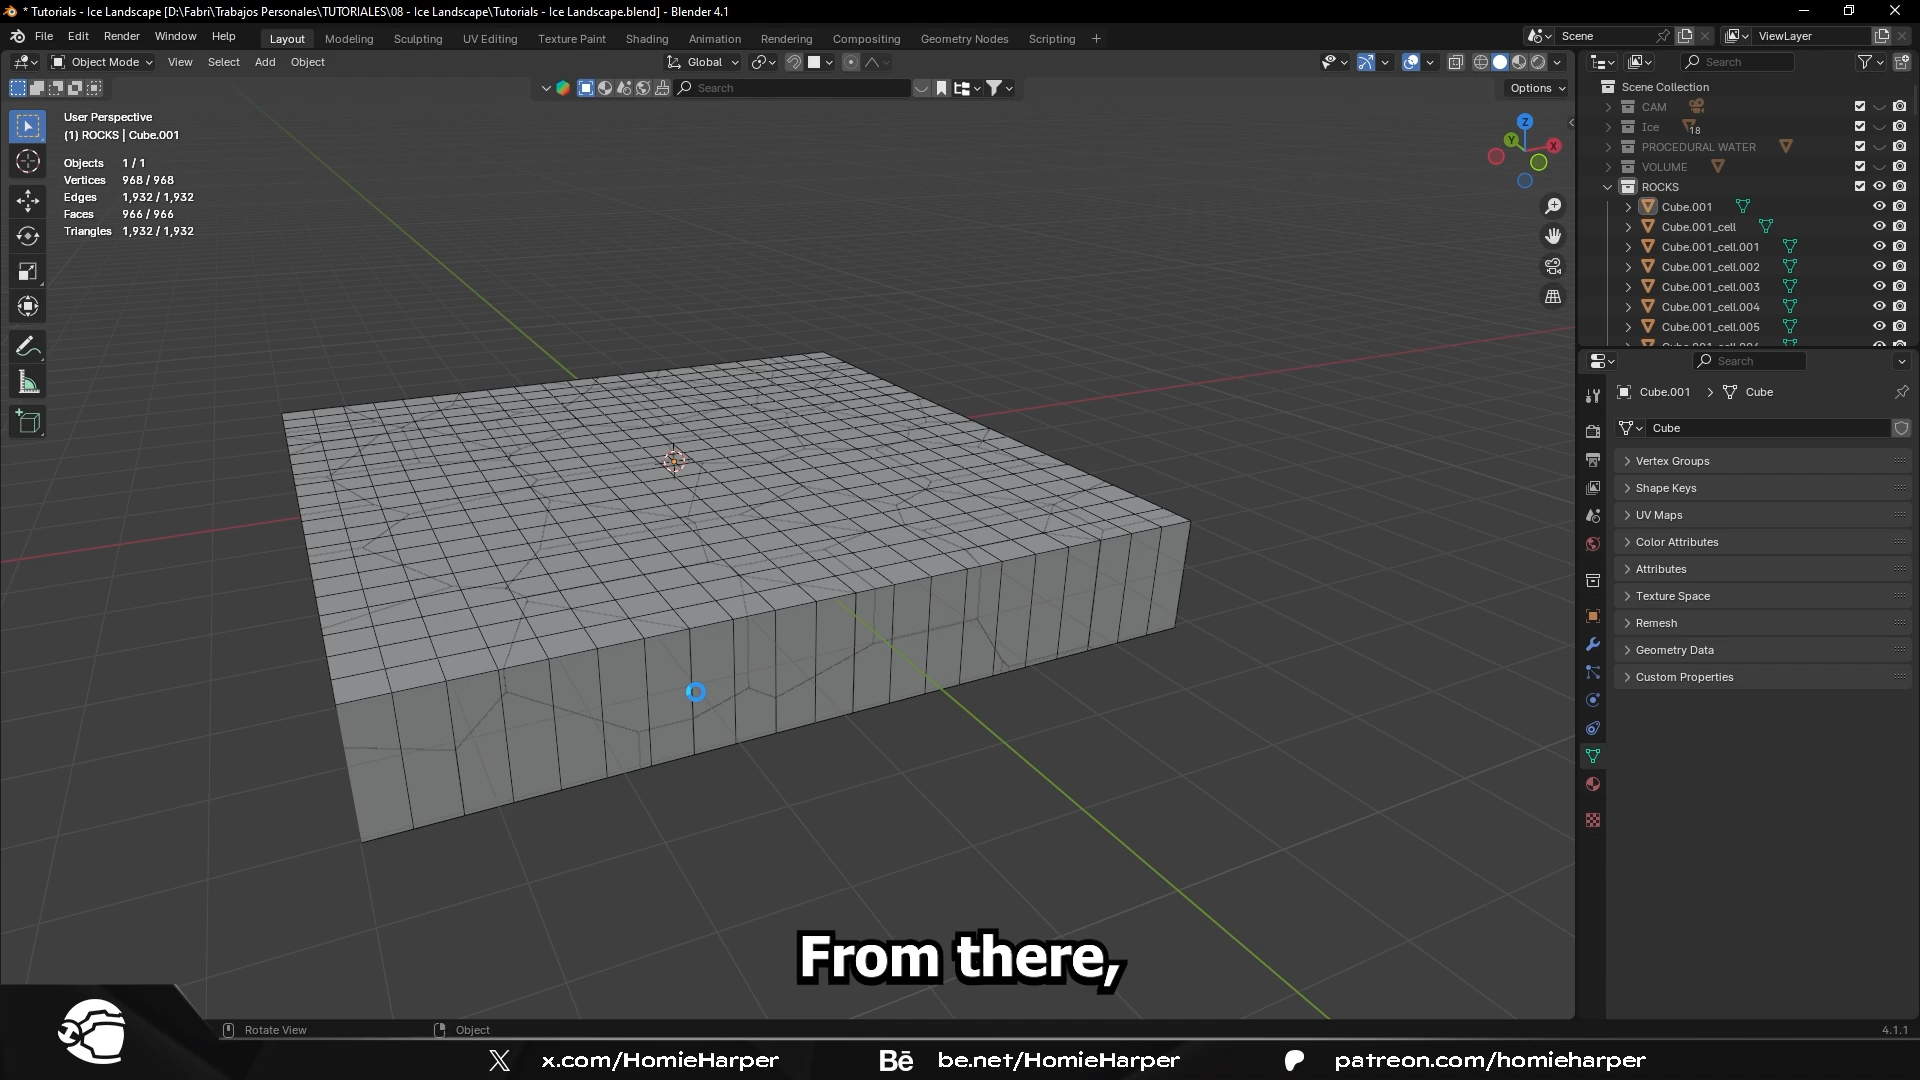 * Tutorials - Ice Landscape [D:\Fabri\Trabajos Personales\TUTORIALES\08 - Ice Landscape\Tutorials - Ice Landscape.blend] - Blender 4.1
File Edit Render Window Help Layout Modeling Sculpting UV Editing Texture Paint Shading Animation Rendering Compositing Geometry Nodes Scripting + Scene ViewLayer
Object Mode View Select Add Object Global Search
Search Options
User Perspective
(1) ROCKS | Cube.001
Objects 1 / 1
Vertices 968 / 968
Edges 1,932 / 1,932
Faces 966 / 966
Triangles 1,932 / 1,932
Z
Y
X
Scene Collection
CAM
Ice 18
PROCEDURAL WATER
VOLUME
ROCKS
Cube.001
Cube.001_cell
Cube.001_cell.001
Cube.001_cell.002
Cube.001_cell.003
Cube.001_cell.004
Cube.001_cell.005
Search
Cube.001 > Cube
Cube
Vertex Groups
Shape Keys
UV Maps
Color Attributes
Attributes
Texture Space
Remesh
Geometry Data
Custom Properties
From there,
Rotate View Object 4.1.1
x.com/HomieHarper Bē be.net/HomieHarper patreon.com/homieharper